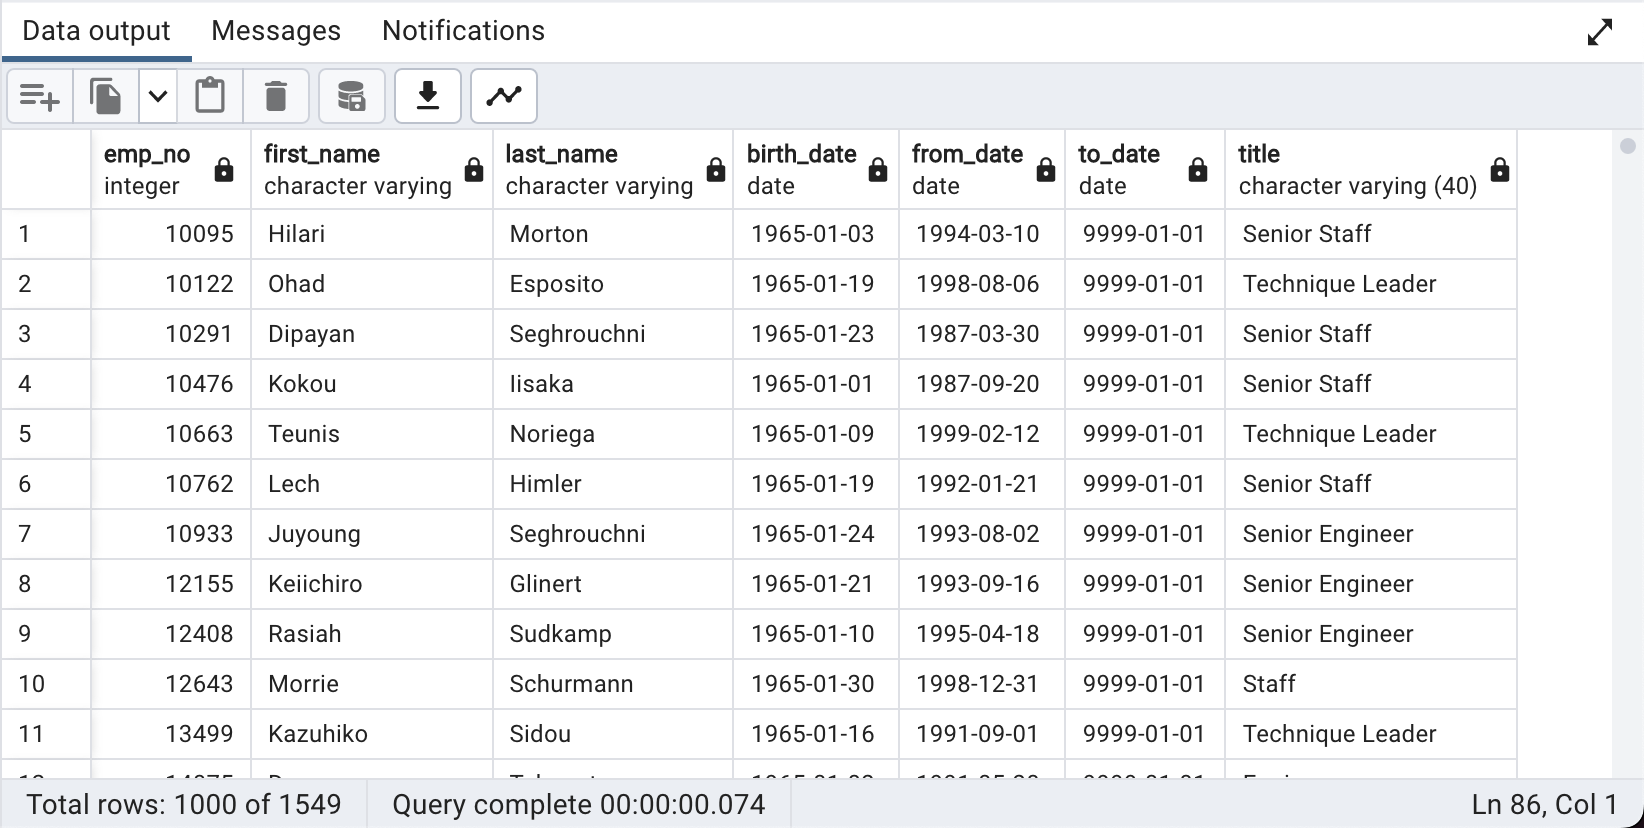 Data output Messages Notifications
emp_no first_name last_name birth_date from_date to_date title
integer character varying character varying date date date character varying (40)
1 10095 Hilari Morton 1965-01-03 1994-03-10 9999-01-01 Senior Staff
2 10122 Ohad Esposito 1965-01-19 1998-08-06 9999-01-01 Technique Leader
3 10291 Dipayan Seghrouchni 1965-01-23 1987-03-30 9999-01-01 Senior Staff
4 10476 Kokou Iisaka 1965-01-01 1987-09-20 9999-01-01 Senior Staff
5 10663 Teunis Noriega 1965-01-09 1999-02-12 9999-01-01 Technique Leader
6 10762 Lech Himler 1965-01-19 1992-01-21 9999-01-01 Senior Staff
7 10933 Juyoung Seghrouchni 1965-01-24 1993-08-02 9999-01-01 Senior Engineer
8 12155 Keiichiro Glinert 1965-01-21 1993-09-16 9999-01-01 Senior Engineer
9 12408 Rasiah Sudkamp 1965-01-10 1995-04-18 9999-01-01 Senior Engineer
10 12643 Morrie Schurmann 1965-01-30 1998-12-31 9999-01-01 Staff
11 13499 Kazuhiko Sidou 1965-01-16 1991-09-01 9999-01-01 Technique Leader
Total rows: 1000 of 1549 Query complete 00:00:00.074 Ln 86, Col 1